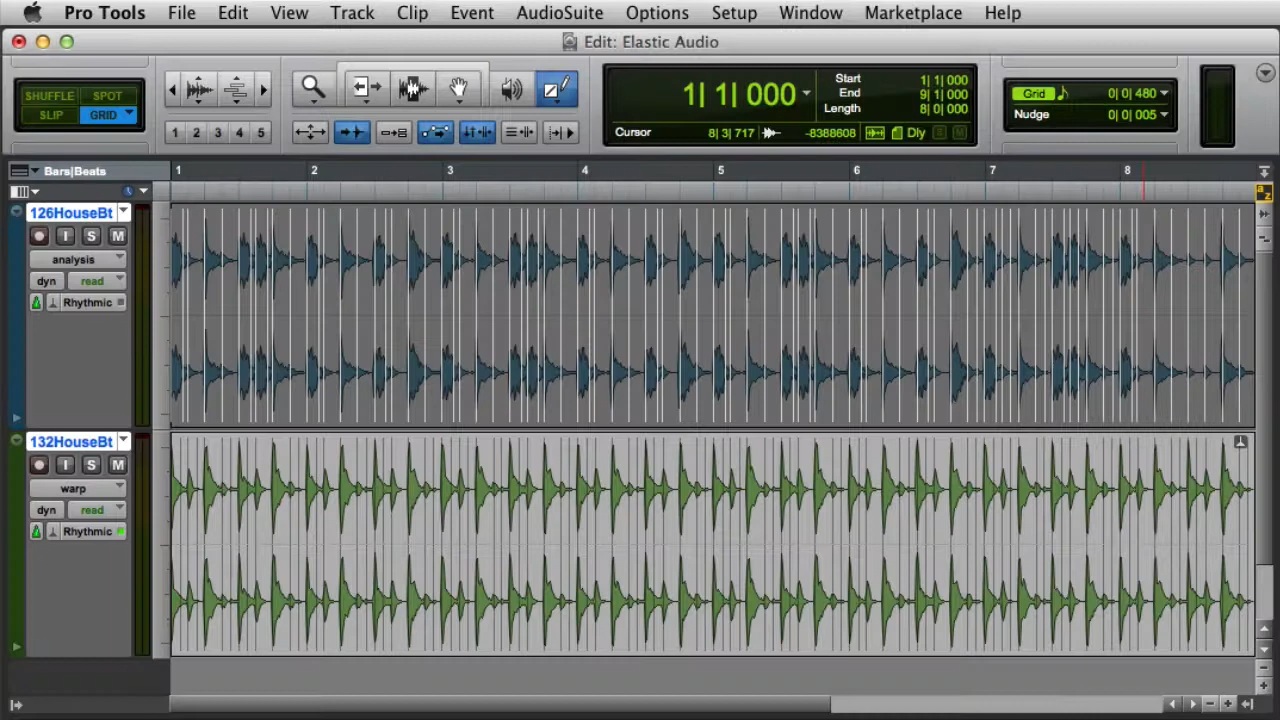 Pro Tools File Edit View Track Clip Event AudioSuite Options Setup Window Marketplace Help
Edit: Elastic Audio
SHUFFLE SPOT
SLIP GRID
1 2 3 4 5
1| 1| 000
Start 1| 1| 000
End 9| 1| 000
Length 8| 0| 000
Cursor 8| 3| 717 -8388608 Dly S M
Grid 0| 0| 480
Nudge 0| 0| 005
Bars|Beats 1 2 3 4 5 6 7 8
a z
126HouseBt
I S M
analysis
dyn read
Rhythmic
132HouseBt
I S M
warp
dyn read
Rhythmic